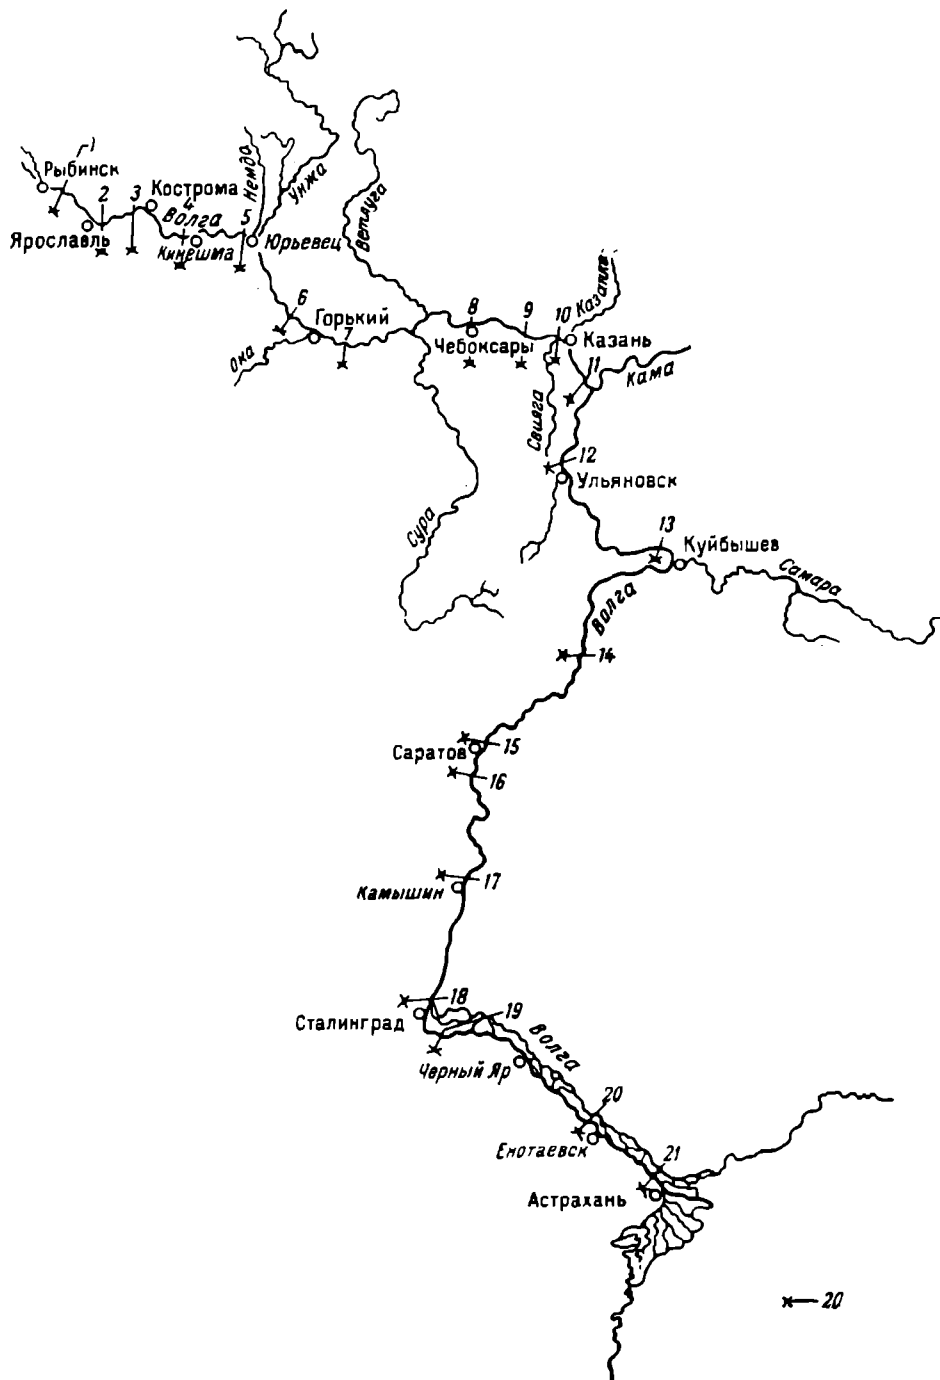 1
Рыбинск
2
3
Кострома
4
Волга
5
Немда
Унжа
Ветлуга
Ярославль
Кинешма
Юрьевец
6
Горький
7
Ока
8
9
10
Казанка
Чебоксары
Казань
11
Кама
Свияга
12
Ульяновск
Сура
13
Куйбышев
Самара
Волга
14
15
Саратов
16
17
Камышин
18
19
Сталинград
Волга
Черный Яр
20
Енотаевск
21
Астрахань
20